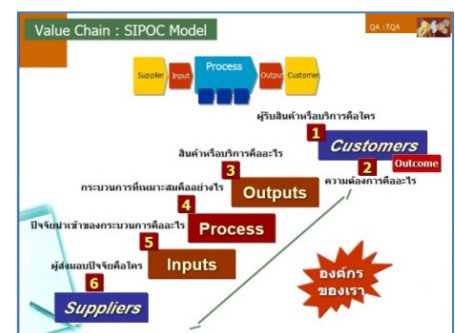 Value Chain : SIPOC Model
QA : TQA
Supplier
Input
Process
Output
Customer
ผู้รับสินค้าหรือบริการคือใคร
1
Customers
Outcome
2
ความต้องการคืออะไร
สินค้าหรือบริการคืออะไร
3
Outputs
กระบวนการที่เหมาะสมคืออย่างไร
4
Process
ปัจจัยนำเข้าของกระบวนการคืออะไร
5
Inputs
ผู้ส่งมอบปัจจัยคือใคร
6
Suppliers
องค์กร
ของเรา